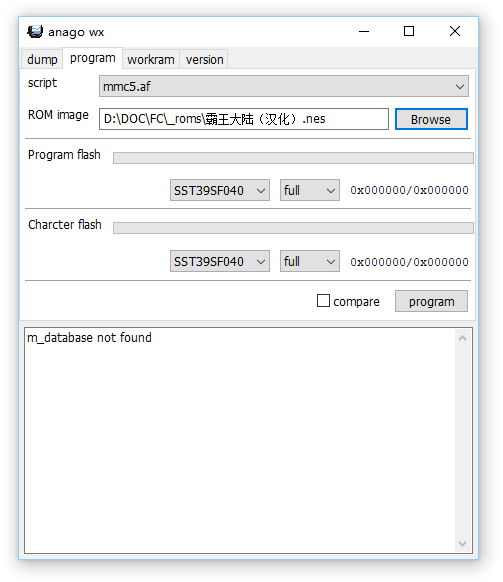 anago wx
dump program workram version
script mmc5.af
ROM image D:\DOC\FC\_roms\霸王大陆（汉化）.nes Browse
Program flash
SST39SF040 full 0x000000/0x000000
Charcter flash
SST39SF040 full 0x000000/0x000000
compare program
m_database not found